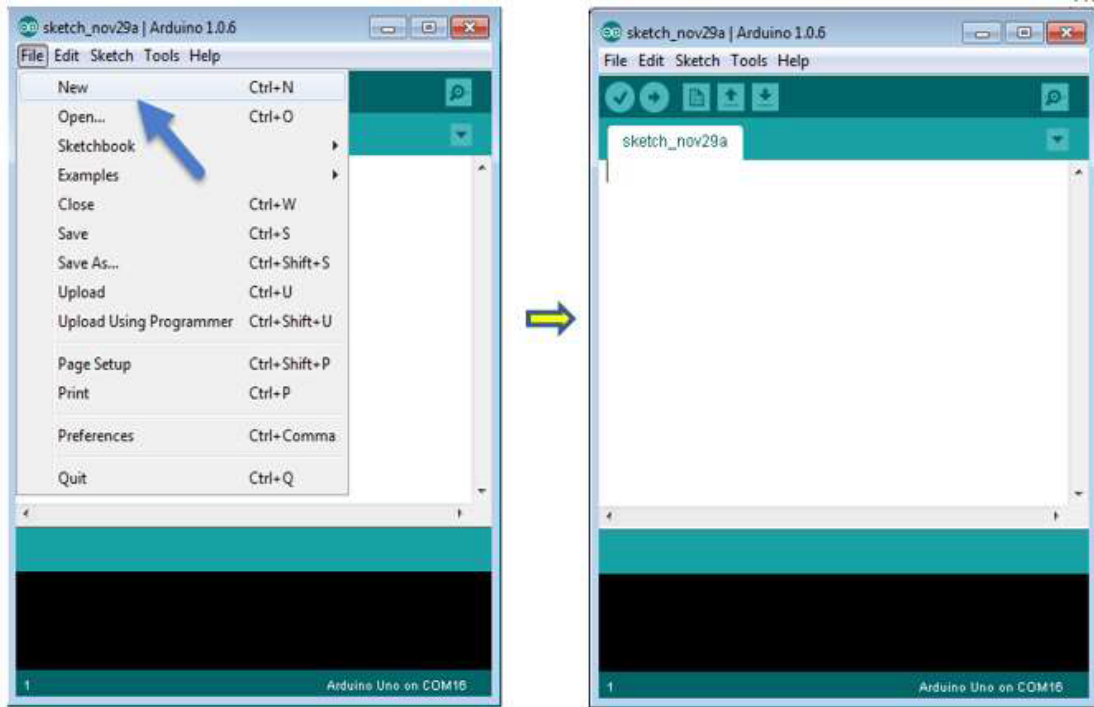 sketch_nov29a | Arduino 1.0.6
File Edit Sketch Tools Help
New Ctrl+N
Open... Ctrl+O
Sketchbook
Examples
Close Ctrl+W
Save Ctrl+S
Save As... Ctrl+Shift+S
Upload Ctrl+U
Upload Using Programmer Ctrl+Shift+U
Page Setup Ctrl+Shift+P
Print Ctrl+P
Preferences Ctrl+Comma
Quit Ctrl+Q
1 Arduino Uno on COM16
sketch_nov29a | Arduino 1.0.6
File Edit Sketch Tools Help
sketch_nov29a
1 Arduino Uno on COM16